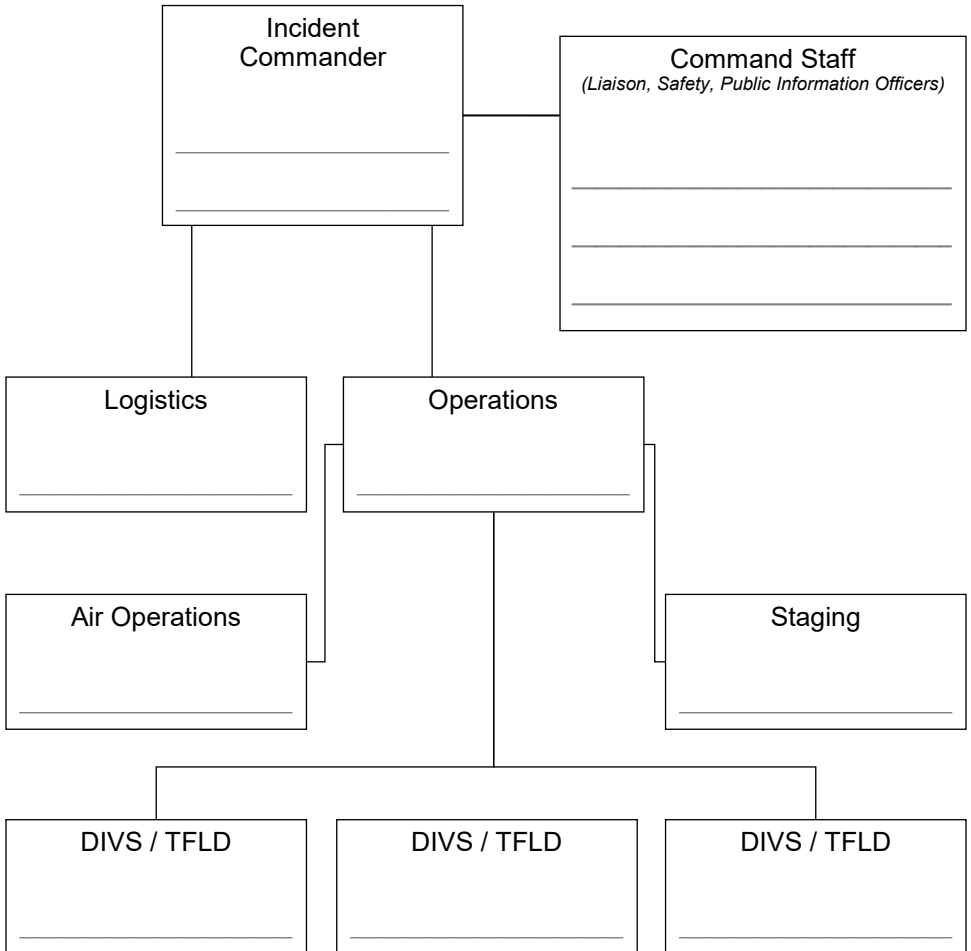 Incident
Commander
Command Staff
(Liaison, Safety, Public Information Officers)
Logistics
Operations
Air Operations
Staging
DIVS / TFLD
DIVS / TFLD
DIVS / TFLD